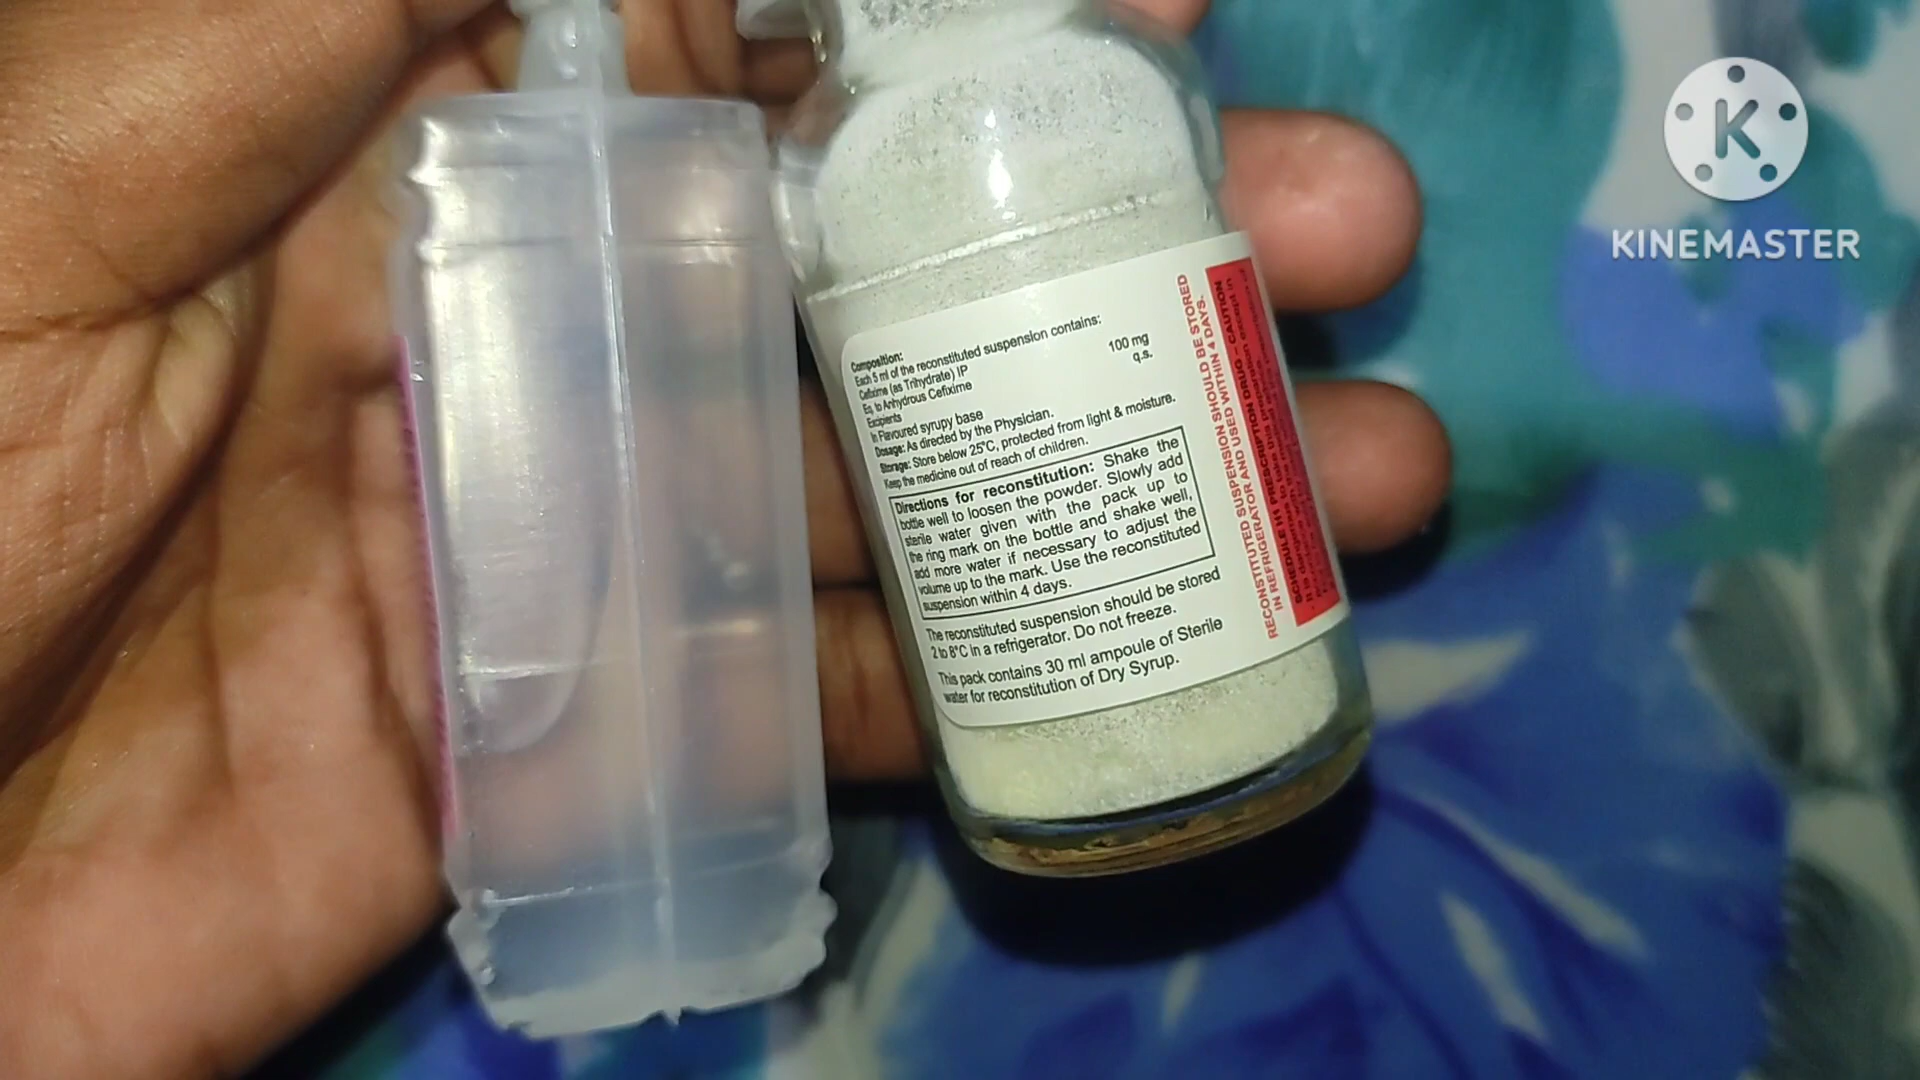 KINEMASTER
Composition:
Each 5 ml of the reconstituted suspension contains:
Cefixime (as Trihydrate) IP
Eq. to Anhydrous Cefixime 100 mg
Excipients q.s.
In Flavoured syrupy base
Dosage: As directed by the Physician.
Storage: Store below 25°C, protected from light & moisture.
Keep the medicine out of reach of children.
Directions for reconstitution: Shake the
bottle well to loosen the powder. Slowly add
sterile water given with the pack up to
the ring mark on the bottle and shake well,
add more water if necessary to adjust the
volume up to the mark. Use the reconstituted
suspension within 4 days.
The reconstituted suspension should be stored
2 to 8°C in a refrigerator. Do not freeze.
This pack contains 30 ml ampoule of Sterile
water for reconstitution of Dry Syrup.
RECONSTITUTED SUSPENSION SHOULD BE STORED
IN REFRIGERATOR AND USED WITHIN 4 DAYS.
SCHEDULE H1 PRESCRIPTION DRUG - CAUTION